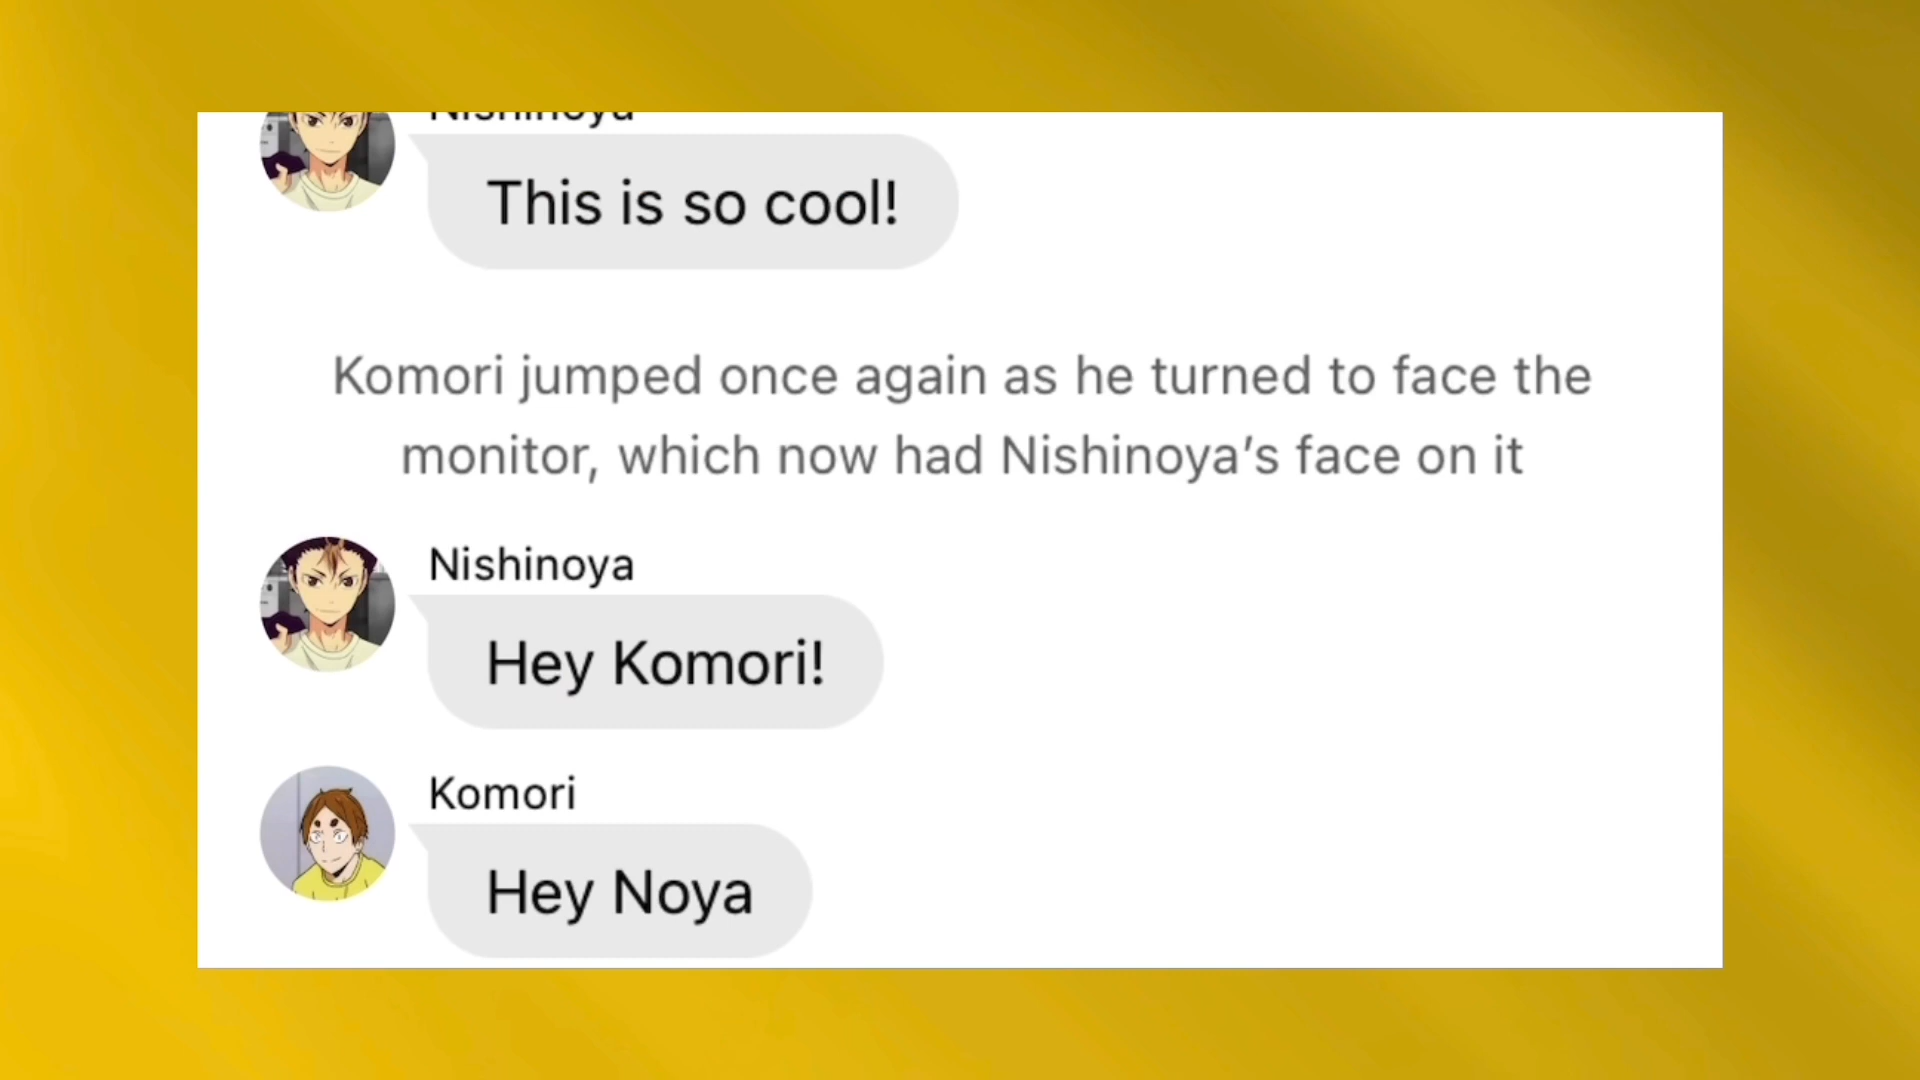 Nishinoya
This is so cool!
Komori jumped once again as he turned to face the
monitor, which now had Nishinoya’s face on it
Nishinoya
Hey Komori!
Komori
Hey Noya